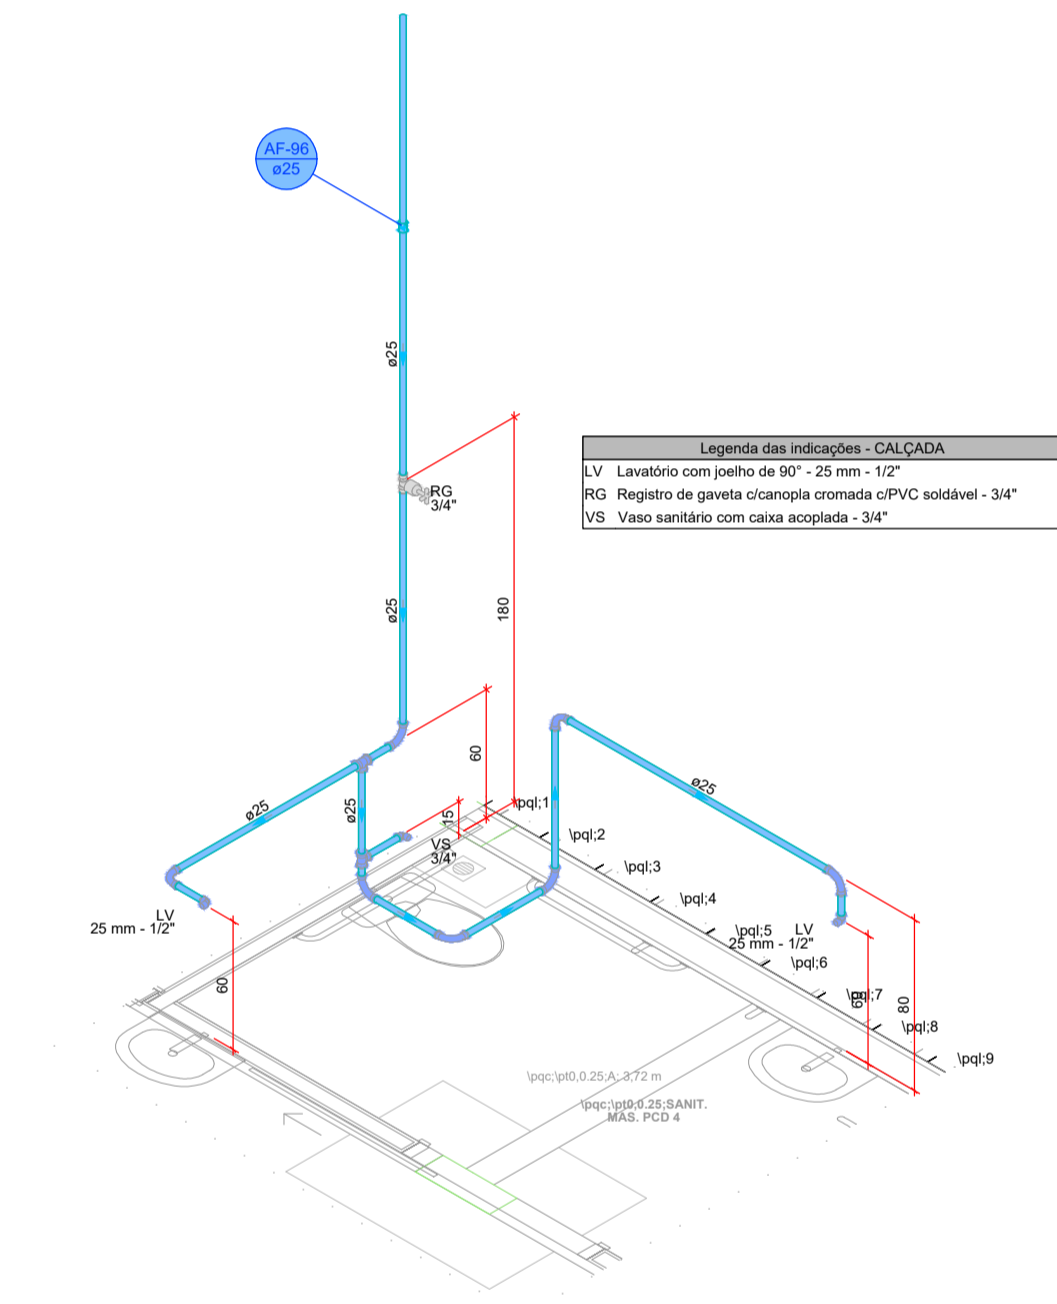 AF-96
ø25
ø25
RG
3/4"
ø25
180
60
ø25
ø25
15
VS
3/4"
ø25
LV
25 mm - 1/2"
60
Legenda das indicações - CALÇADA
LV Lavatório com joelho de 90° - 25 mm - 1/2"
RG Registro de gaveta c/canopla cromada c/PVC soldável - 3/4"
VS Vaso sanitário com caixa acoplada - 3/4"
\pql;1
\pql;2
\pql;3
\pql;4
\pql;5
LV
25 mm - 1/2"
\pql;6
\pql;7
60
80
\pql;8
\pql;9
\pqc;\pt0,0.25;A: 3,72 m
\pqc;\pt0,0.25;SANIT.
MAS. PCD 4